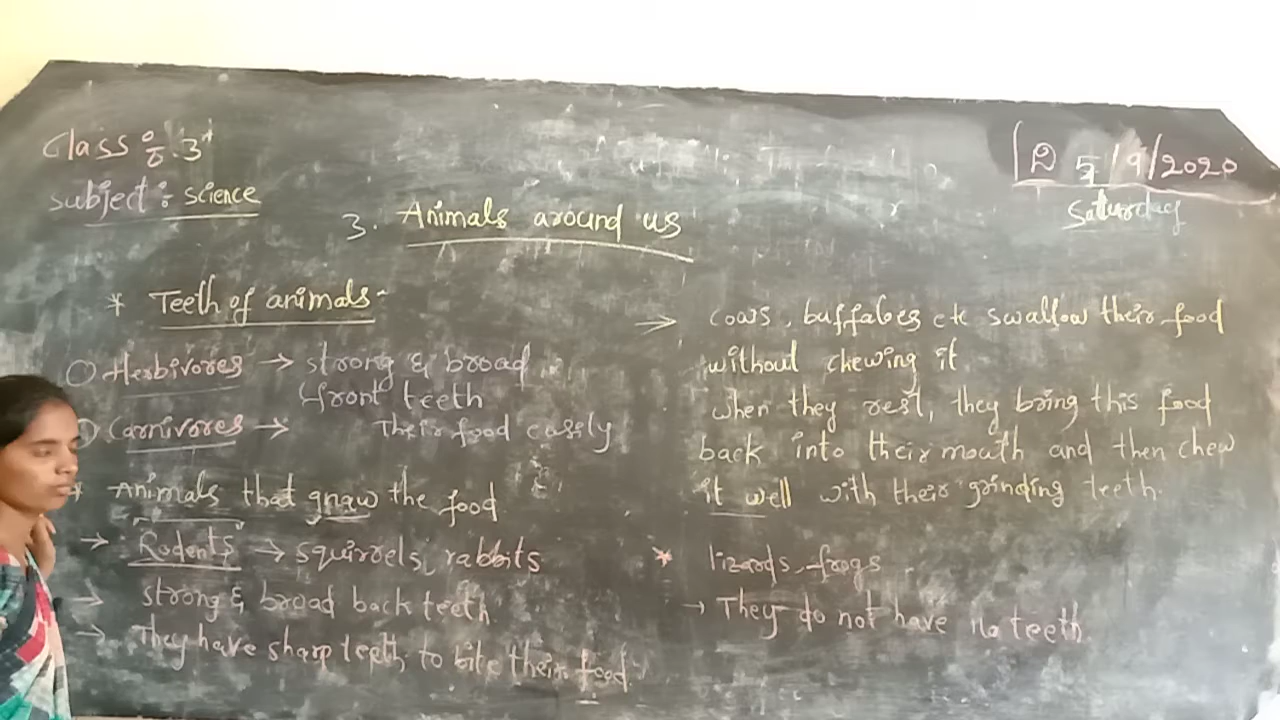 Class : 3rd
subject : science
ದಿ 5/9/2020
Saturday
3. Animals around us
* Teeth of animals -
① Herbivores → strong & broad
front teeth
② Carnivores → Their food easily
* Animals that gnaw the food
→ Rodents → squirrels, rabbits
→ strong & broad back teeth
→ They have sharp teeth to bite their food.
→ cows, buffaloes etc swallow their food
without chewing it
when they rest, they bring this food
back into their mouth and then chew
it well with their grinding teeth.
* lizards, frogs
→ They do not have no teeth.